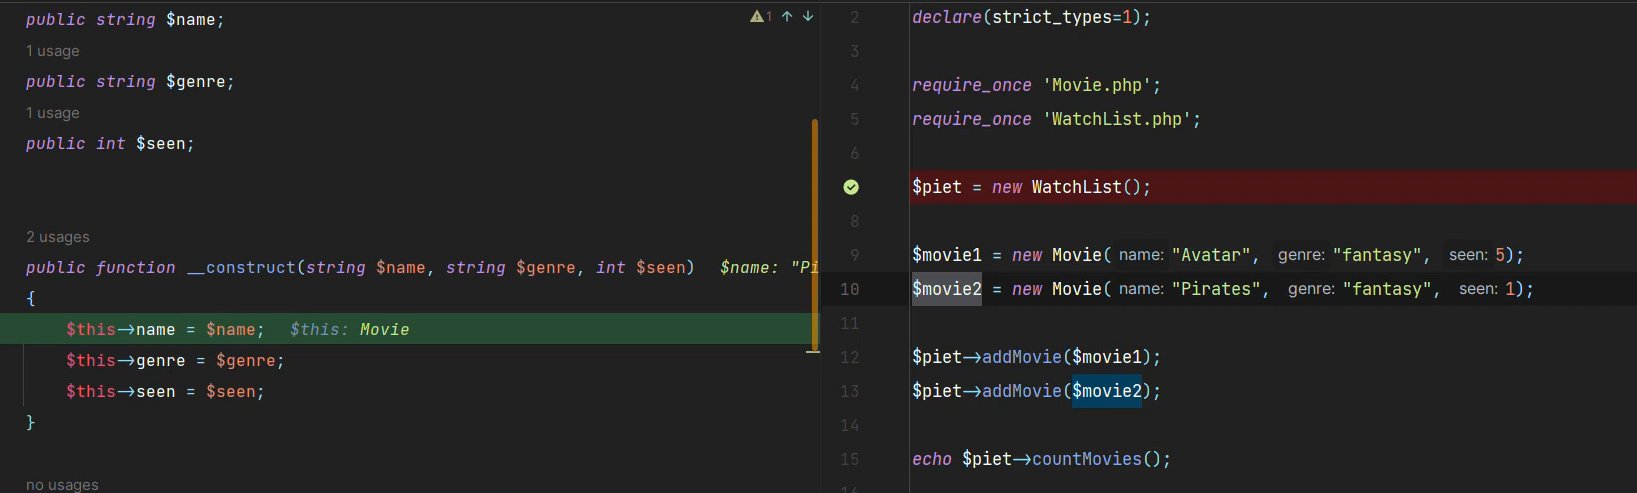 public string $name;
1 usage
public string $genre;
1 usage
public int $seen;
2 usages
public function __construct(string $name, string $genre, int $seen) $name: "Pi
{
$this->name = $name; $this: Movie
$this->genre = $genre;
$this->seen = $seen;
}
no usages
1
2 declare(strict_types=1);
3
4 require_once 'Movie.php';
5 require_once 'WatchList.php';
6
$piet = new WatchList();
8
9 $movie1 = new Movie( name: "Avatar", genre: "fantasy", seen: 5);
10 $movie2 = new Movie( name: "Pirates", genre: "fantasy", seen: 1);
11
12 $piet->addMovie($movie1);
13 $piet->addMovie($movie2);
14
15 echo $piet->countMovies();